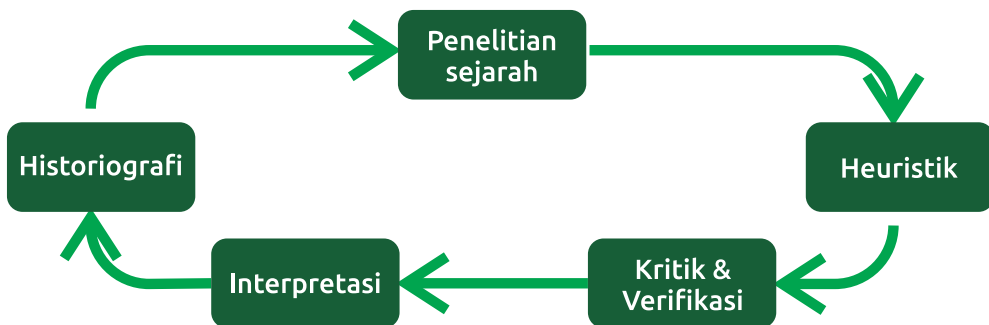 Penelitian
sejarah
Historiografi
Heuristik
Interpretasi
Kritik &
Verifikasi